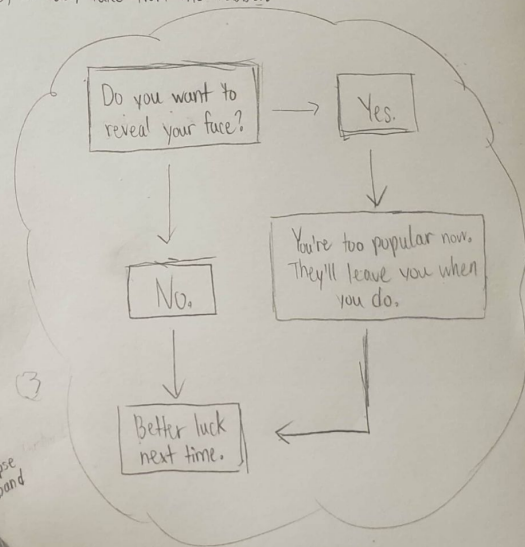 Do you want to
reveal your face?
Yes.
You're too popular now.
They'll leave you when
you do.
No.
Better luck
next time.
3